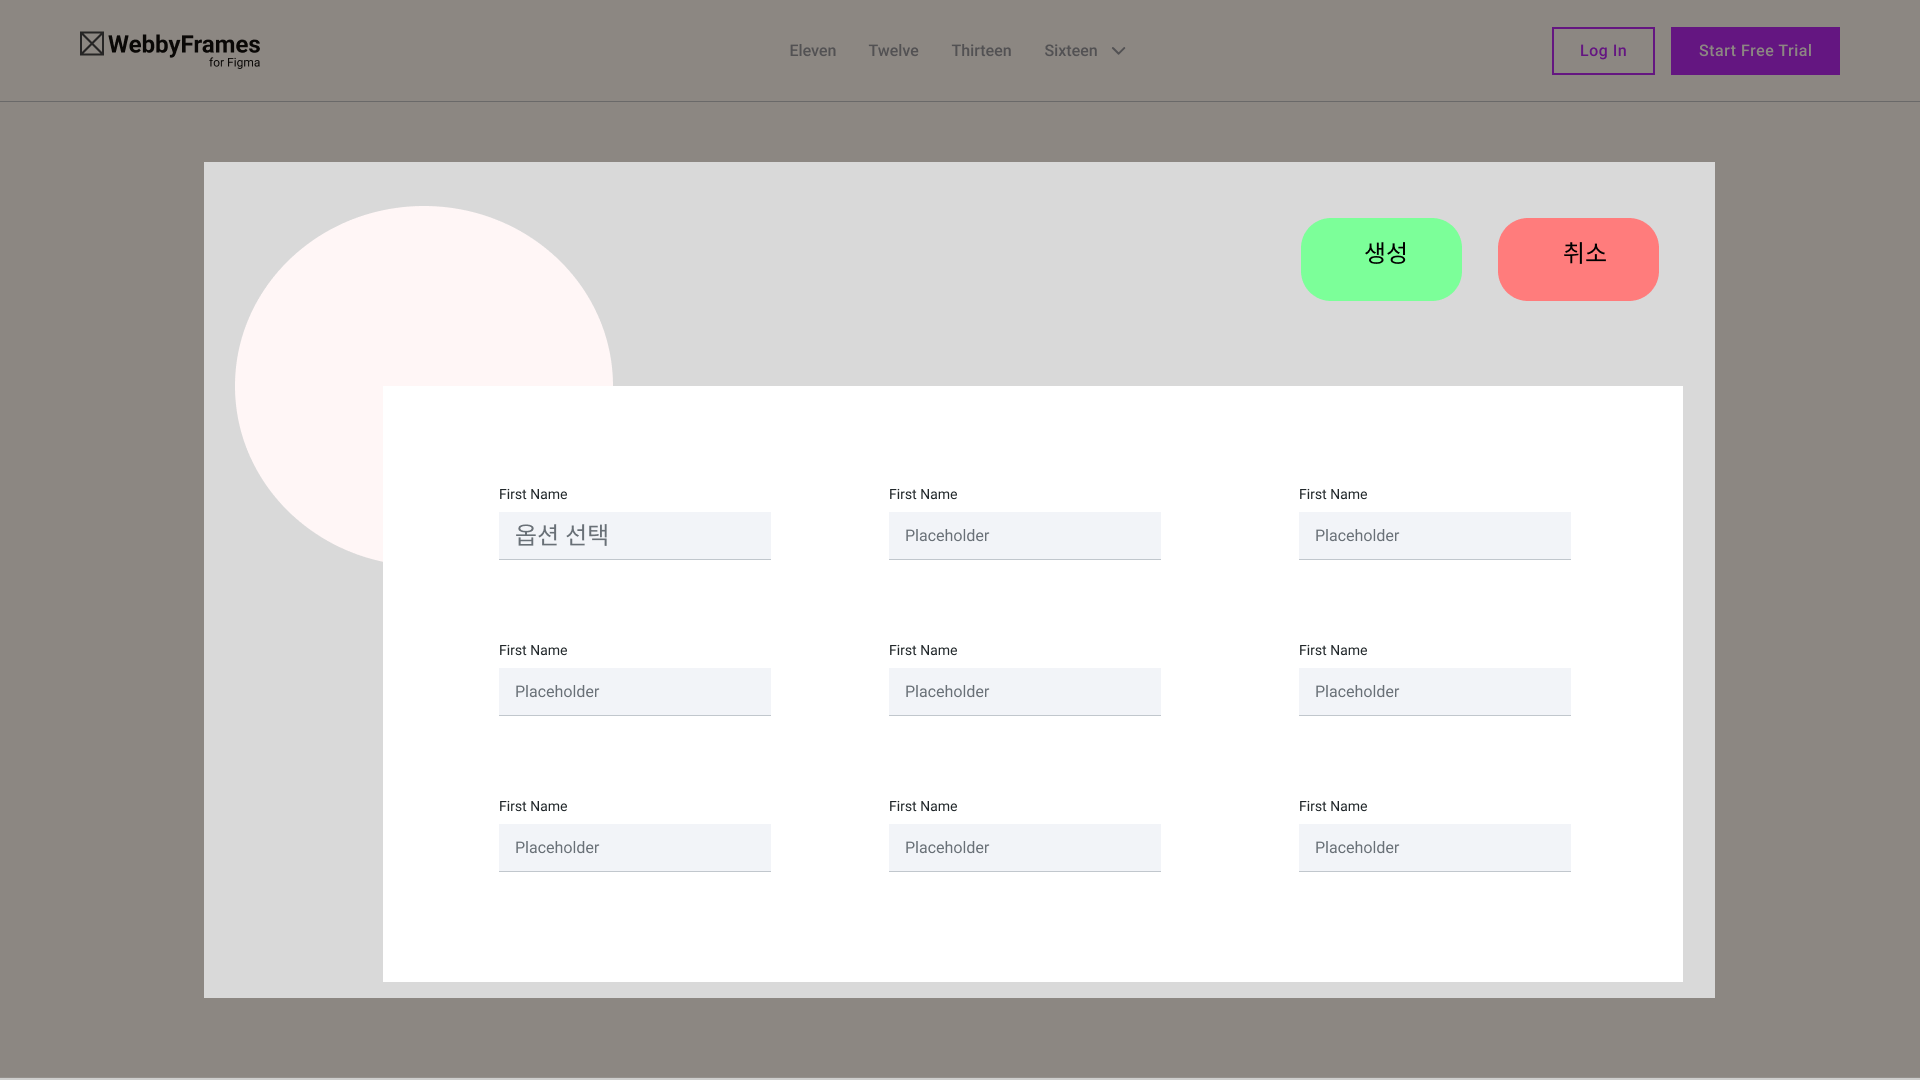 WebbyFrames
for Figma
Eleven
Twelve
Thirteen
Sixteen
Log In
Start Free Trial
생성
취소
First Name
First Name
First Name
옵션 선택
Placeholder
Placeholder
First Name
First Name
First Name
Placeholder
Placeholder
Placeholder
First Name
First Name
First Name
Placeholder
Placeholder
Placeholder